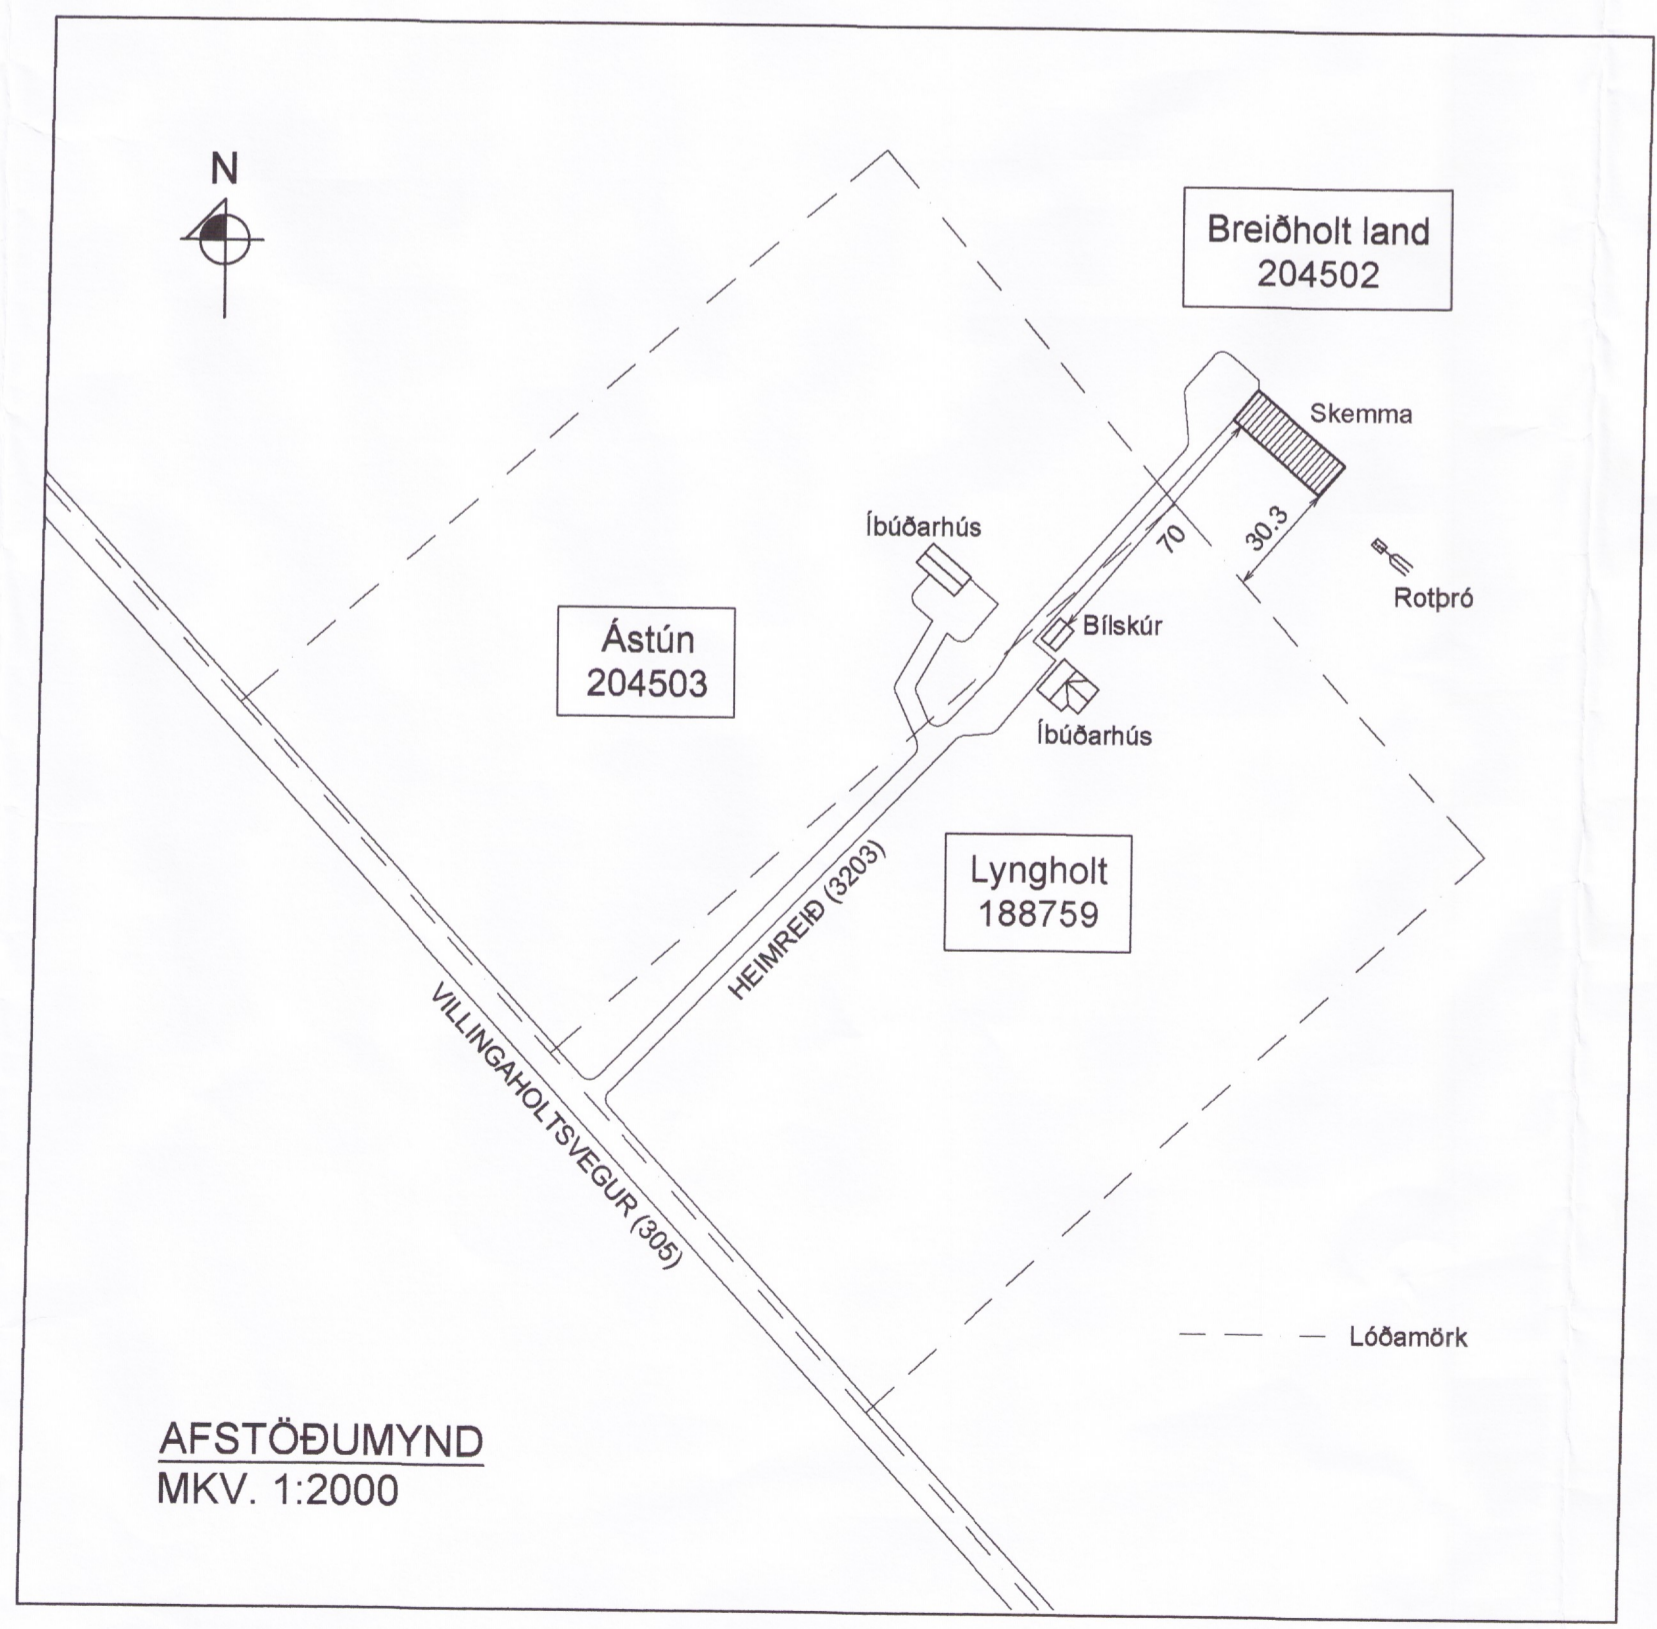 N
Breiðholt land
204502
Skemma
Íbúðarhús
70
30.3
Rotþró
Bílskúr
Ástún
204503
Íbúðarhús
Lyngholt
188759
HEIMREIÐ (3203)
VILLINGAHOLTSVEGUR (305)
Lóðamörk
AFSTÖÐUMYND
MKV. 1:2000